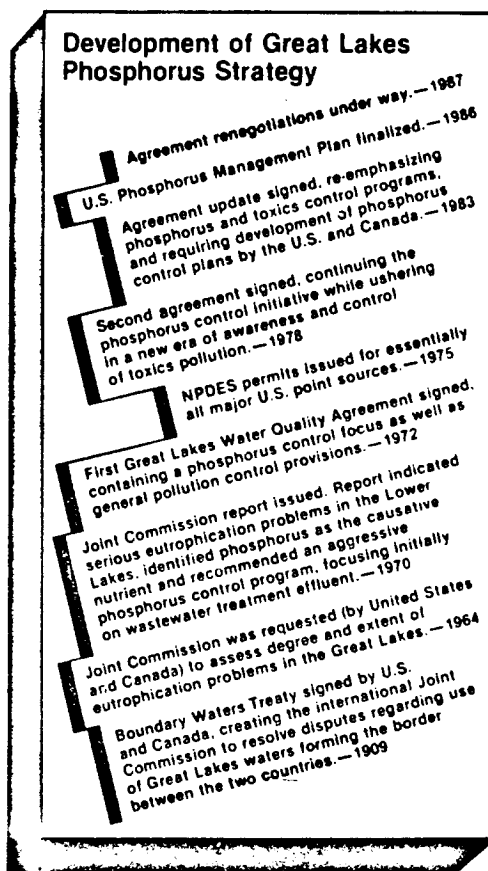 Development of Great Lakes
Phosphorus Strategy
Agreement renegotiations under way.—1987
U.S. Phosphorus Management Plan finalized.—1986
Agreement update signed, re-emphasizing
phosphorus and toxics control programs,
and requiring development of phosphorus
control plans by the U.S. and Canada.—1983
Second agreement signed, continuing the
phosphorus control initiative while ushering
in a new era of awareness and control
of toxics pollution.—1978
NPDES permits issued for essentially
all major U.S. point sources.—1975
First Great Lakes Water Quality Agreement signed,
containing a phosphorus control focus as well as
general pollution control provisions.—1972
Joint Commission report issued. Report indicated
serious eutrophication problems in the Lower
Lakes, identified phosphorus as the causative
nutrient and recommended an aggressive
phosphorus control program, focusing initially
on wastewater treatment effluent.—1970
Joint Commission was requested (by United States
and Canada) to assess degree and extent of
eutrophication problems in the Great Lakes.—1964
Boundary Waters Treaty signed by U.S.
and Canada, creating the international Joint
Commission to resolve disputes regarding use
of Great Lakes waters forming the border
between the two countries.—1909